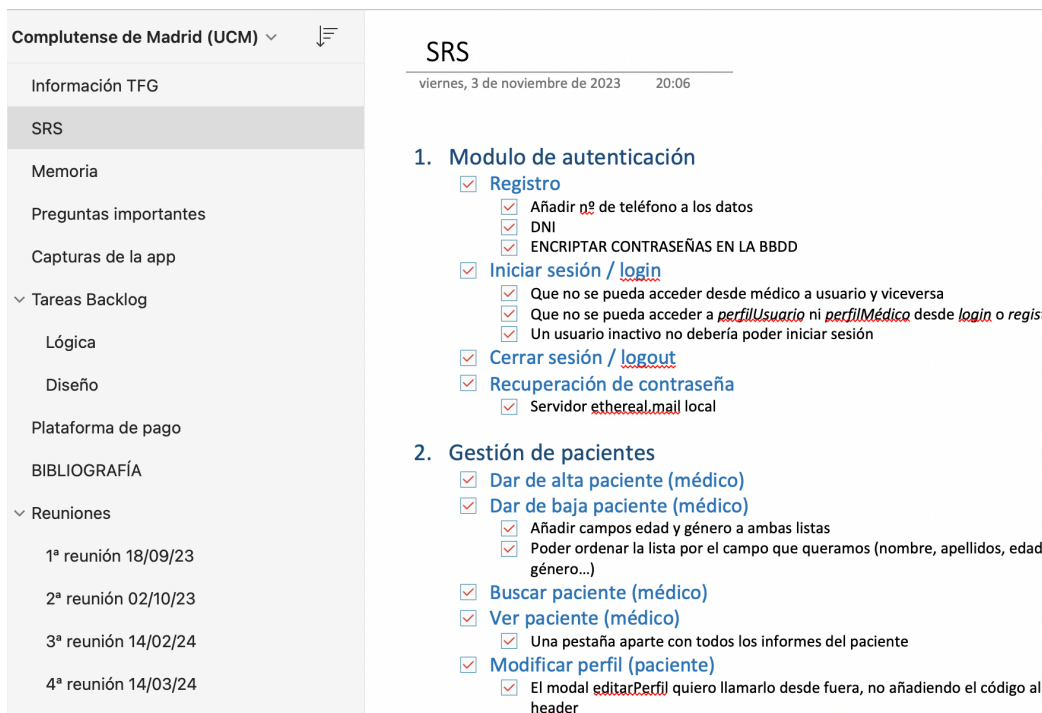 Complutense de Madrid (UCM)
Información TFG
SRS
Memoria
Preguntas importantes
Capturas de la app
Tareas Backlog
Lógica
Diseño
Plataforma de pago
BIBLIOGRAFÍA
Reuniones
1ª reunión 18/09/23
2ª reunión 02/10/23
3ª reunión 14/02/24
4ª reunión 14/03/24
SRS
viernes, 3 de noviembre de 2023 20:06
1. Modulo de autenticación
Registro
Añadir nº de teléfono a los datos
DNI
ENCRIPTAR CONTRASEÑAS EN LA BBDD
Iniciar sesión / login
Que no se pueda acceder desde médico a usuario y viceversa
Que no se pueda acceder a perfilUsuario ni perfilMédico desde login o regist
Un usuario inactivo no debería poder iniciar sesión
Cerrar sesión / logout
Recuperación de contraseña
Servidor ethereal.mail local
2. Gestión de pacientes
Dar de alta paciente (médico)
Dar de baja paciente (médico)
Añadir campos edad y género a ambas listas
Poder ordenar la lista por el campo que queramos (nombre, apellidos, edad
género...)
Buscar paciente (médico)
Ver paciente (médico)
Una pestaña aparte con todos los informes del paciente
Modificar perfil (paciente)
El modal editarPerfil quiero llamarlo desde fuera, no añadiendo el código al
header